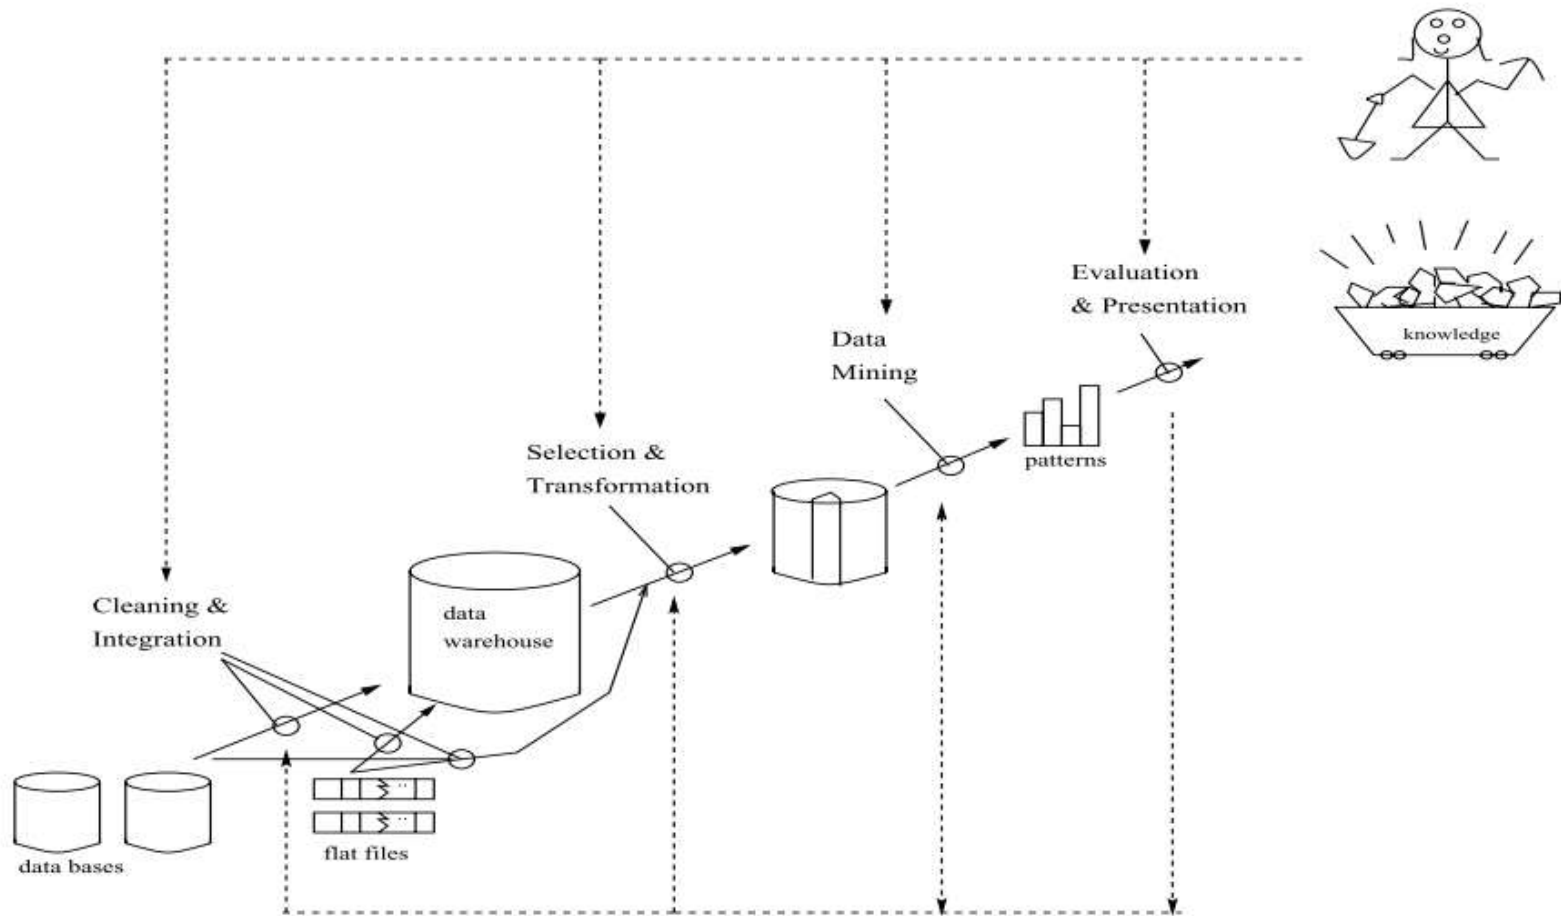 Evaluation
& Presentation
knowledge
Data
Mining
patterns
Selection &
Transformation
data
warehouse
Cleaning &
Integration
data bases
flat files